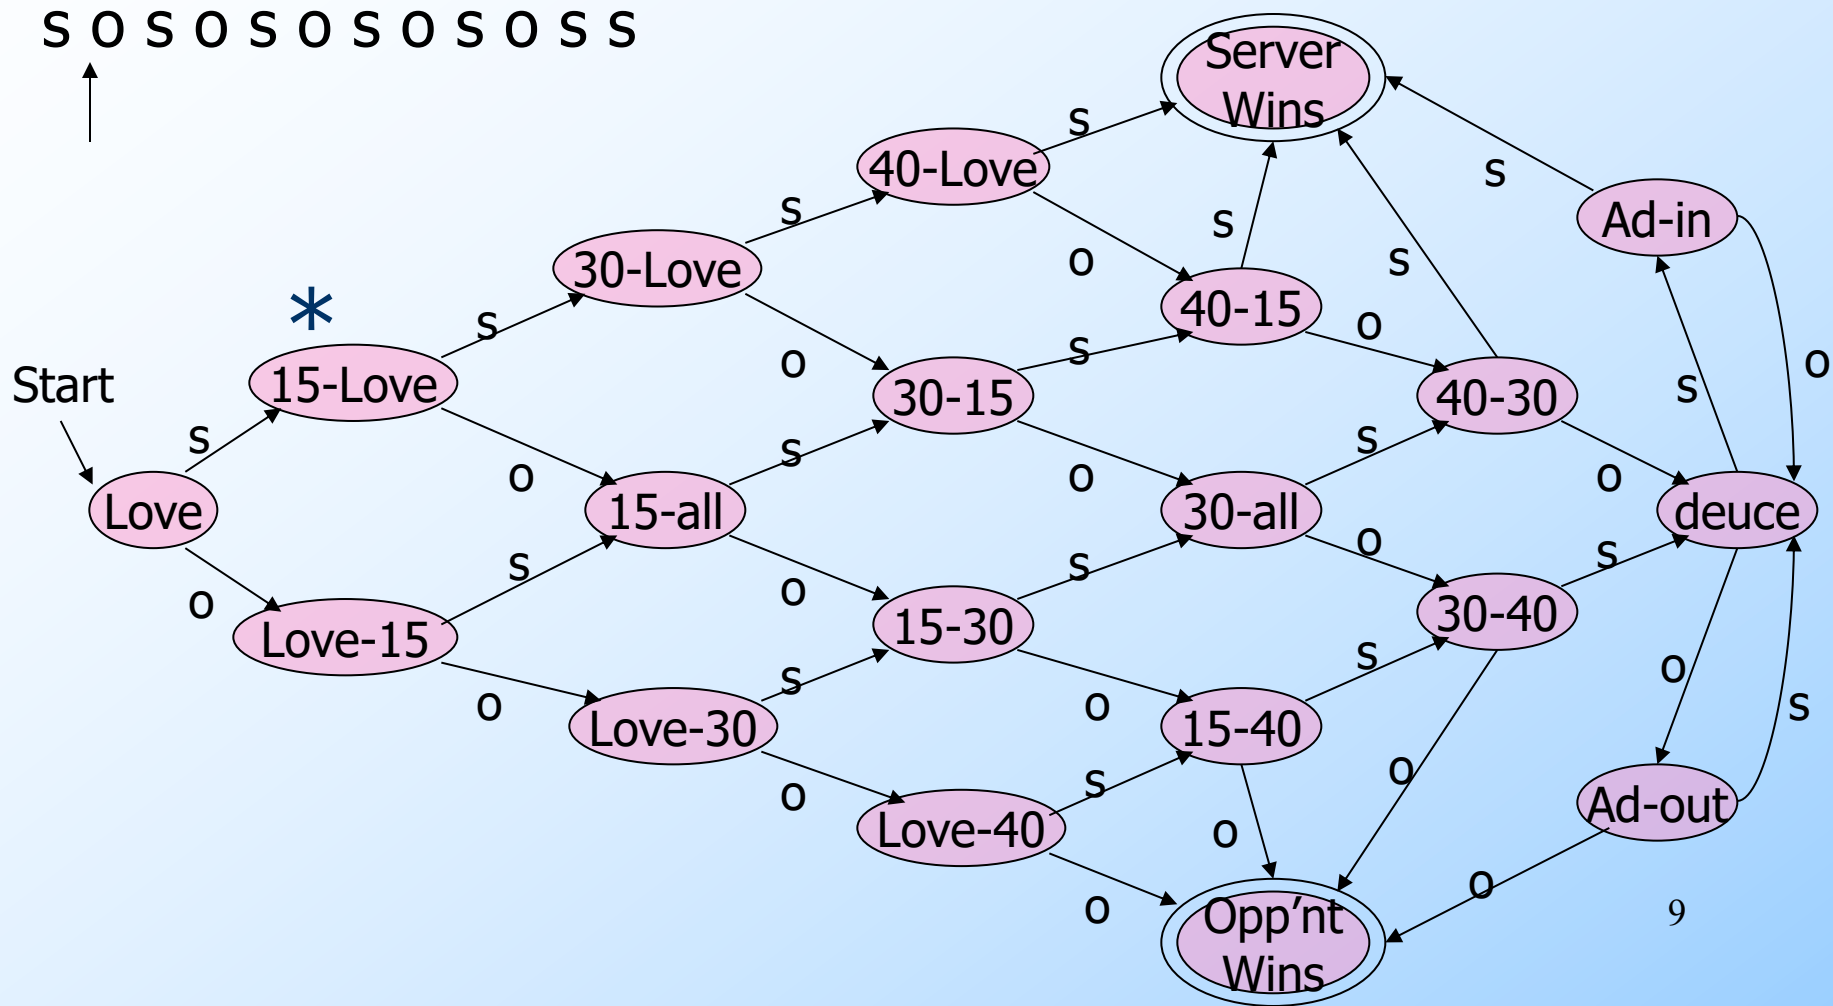 s o s o s o s o s o s s
Server
Wins
s
40-Love
s
Ad-in
s
s
30-Love
o
s
40-15
*
s
o
s
o
o
Start
15-Love
30-15
40-30
s
s
s
s
o
o
s
o
Love
15-all
30-all
deuce
s
s
o
s
o
o
Love-15
15-30
30-40
s
s
o
o
o
s
Love-30
15-40
s
o
o
Love-40
o
Ad-out
o
o
Opp'nt
Wins
9